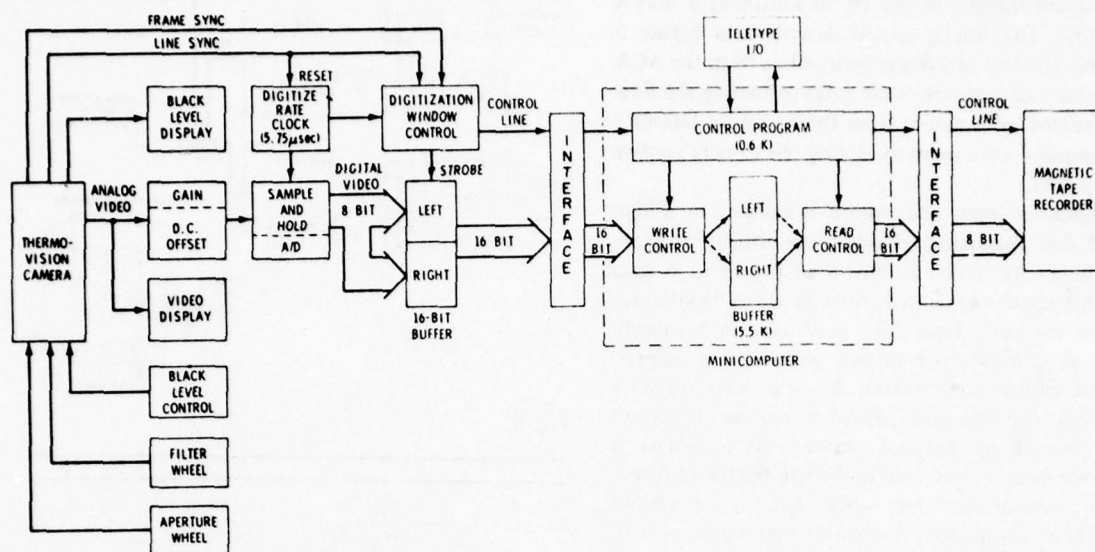 FRAME SYNC
LINE SYNC
RESET
BLACK
LEVEL
DISPLAY
DIGITIZE
RATE
CLOCK
(5.75μsec)
DIGITIZATION
WINDOW
CONTROL
CONTROL
LINE
STROBE
ANALOG
VIDEO
GAIN
D.C.
OFFSET
SAMPLE
AND
HOLD
A/D
DIGITAL
VIDEO
8 BIT
LEFT
RIGHT
16-BIT
BUFFER
16 BIT
THERMO-
VISION
CAMERA
VIDEO
DISPLAY
BLACK
LEVEL
CONTROL
FILTER
WHEEL
APERTURE
WHEEL
INTERFACE
TELETYPE
I/O
CONTROL PROGRAM
(0.6 K)
16
BIT
WRITE
CONTROL
LEFT
RIGHT
BUFFER
(5.5 K)
READ
CONTROL
16
BIT
MINICOMPUTER
INTERFACE
CONTROL
LINE
8 BIT
MAGNETIC
TAPE
RECORDER